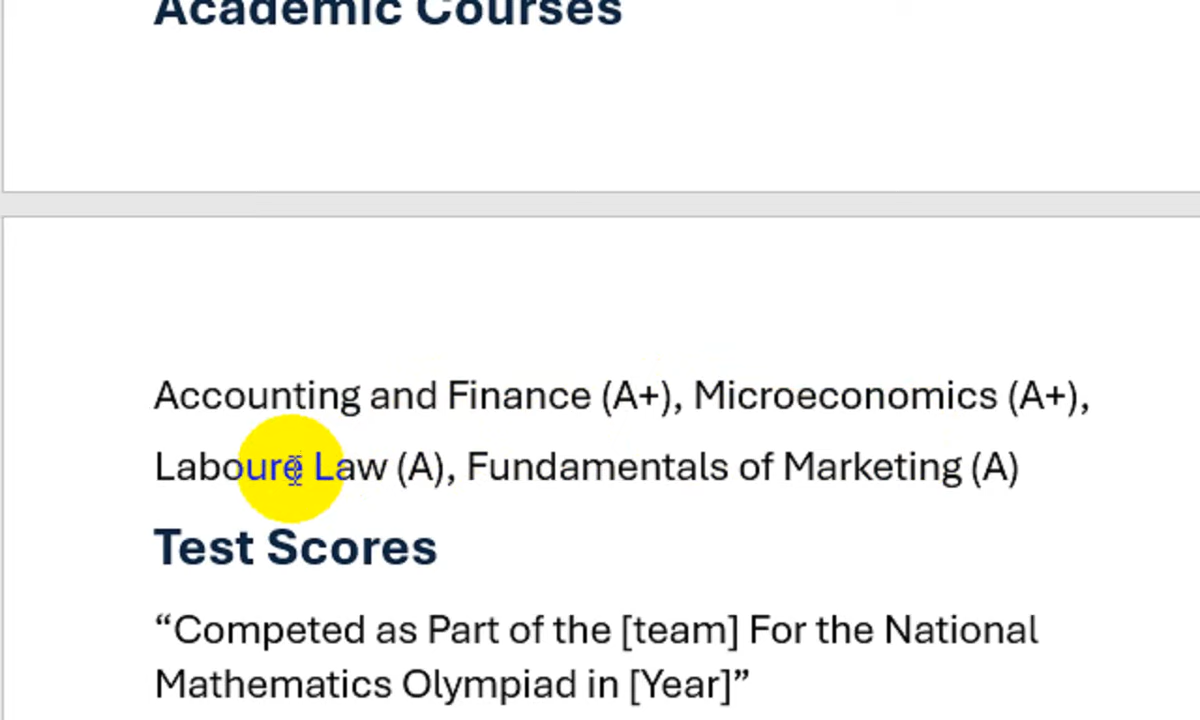 Academic Courses
Accounting and Finance (A+), Microeconomics (A+),
Laboure Law (A), Fundamentals of Marketing (A)
Test Scores
“Competed as Part of the [team] For the National
Mathematics Olympiad in [Year]”